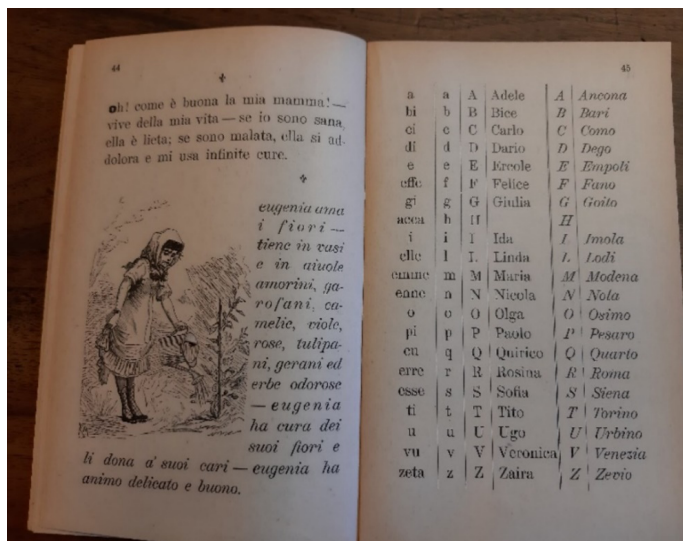 44
oh! come è buona la mia mamma! —
vive della mia vita — se io sono sana,
ella è lieta; se sono malata, ella si ad-
dolora e mi usa infinite cure.
eugenia ama
i fiori —
tiene in vasi
e in aiuole
amorini, ga-
rofani, ca-
melie, viole,
rose, tulipa-
ni, gerani ed
erbe odorose
— eugenia
ha cura dei
suoi fiori e
li dona a' suoi cari — eugenia ha
animo delicato e buono.
45
a a A Adele A Ancona
bi b B Bice B Bari
ci c C Carlo C Como
di d D Dario D Dego
e e E Ercole E Empoli
effe f F Felice F Fano
gi g G Giulia G Goito
acca h H H
i i I Ida I Imola
elle l L Linda L Lodi
emme m M Maria M Modena
enne n N Nicola N Nola
o o O Olga O Osimo
pi p P Paolo P Pesaro
cu q Q Quirico Q Quarto
erre r R Rosina R Roma
esse s S Sofia S Siena
ti t T Tito T Torino
u u U Ugo U Urbino
vu v V Veronica V Venezia
zeta z Z Zaira Z Zevio